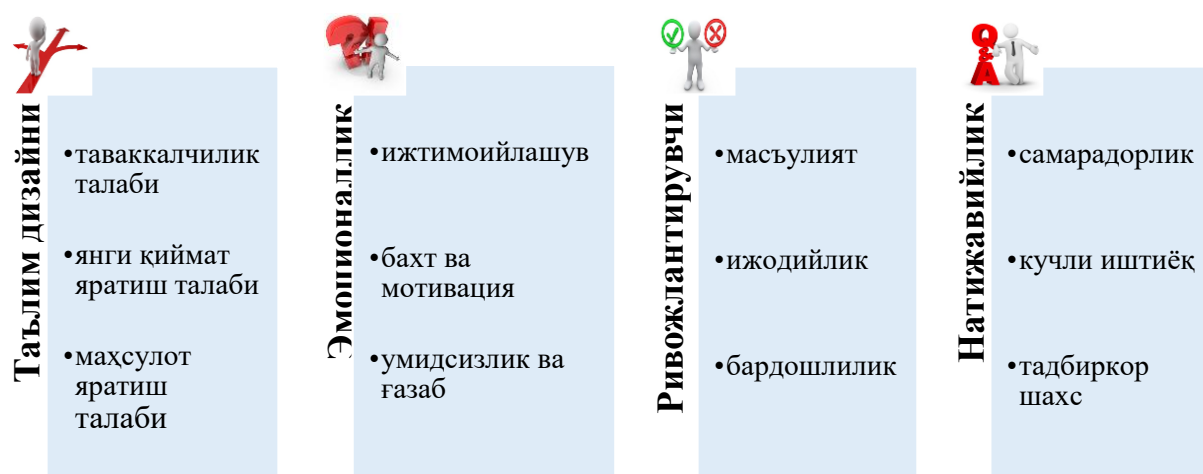 Таълим дизайни
•таваккалчилик
талаби
•янги қиймат
яратиш талаби
•маҳсулот
яратиш
талаби
Эмоционаллик
•ижтимоийлашув
•бахт ва
мотивация
•умидсизлик ва
ғазаб
Ривожлантирувчи
•масъулият
•ижодийлик
•бардошлилик
Q
&
A
Натижавийлик
•самарадорлик
•кучли иштиёқ
•тадбиркор
шахс